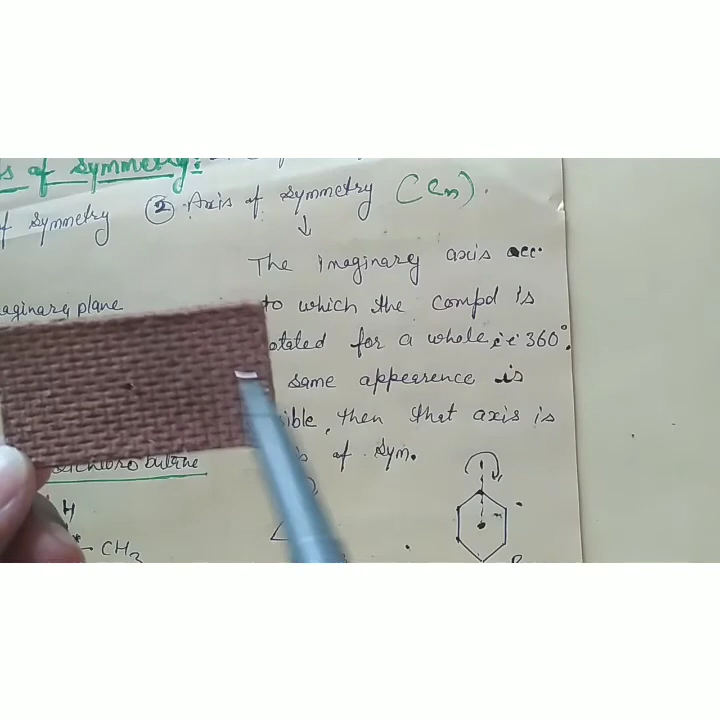 s of Symmetry:
of Symmetry ② Axis of Symmetry (Cn).
↓
The imaginary axis acc.
aginary plane
to which the compd is
otated for a whole i.e 360°.
same appearence is
ible, then that axis is
of Sym.
butane
H
* - CH3